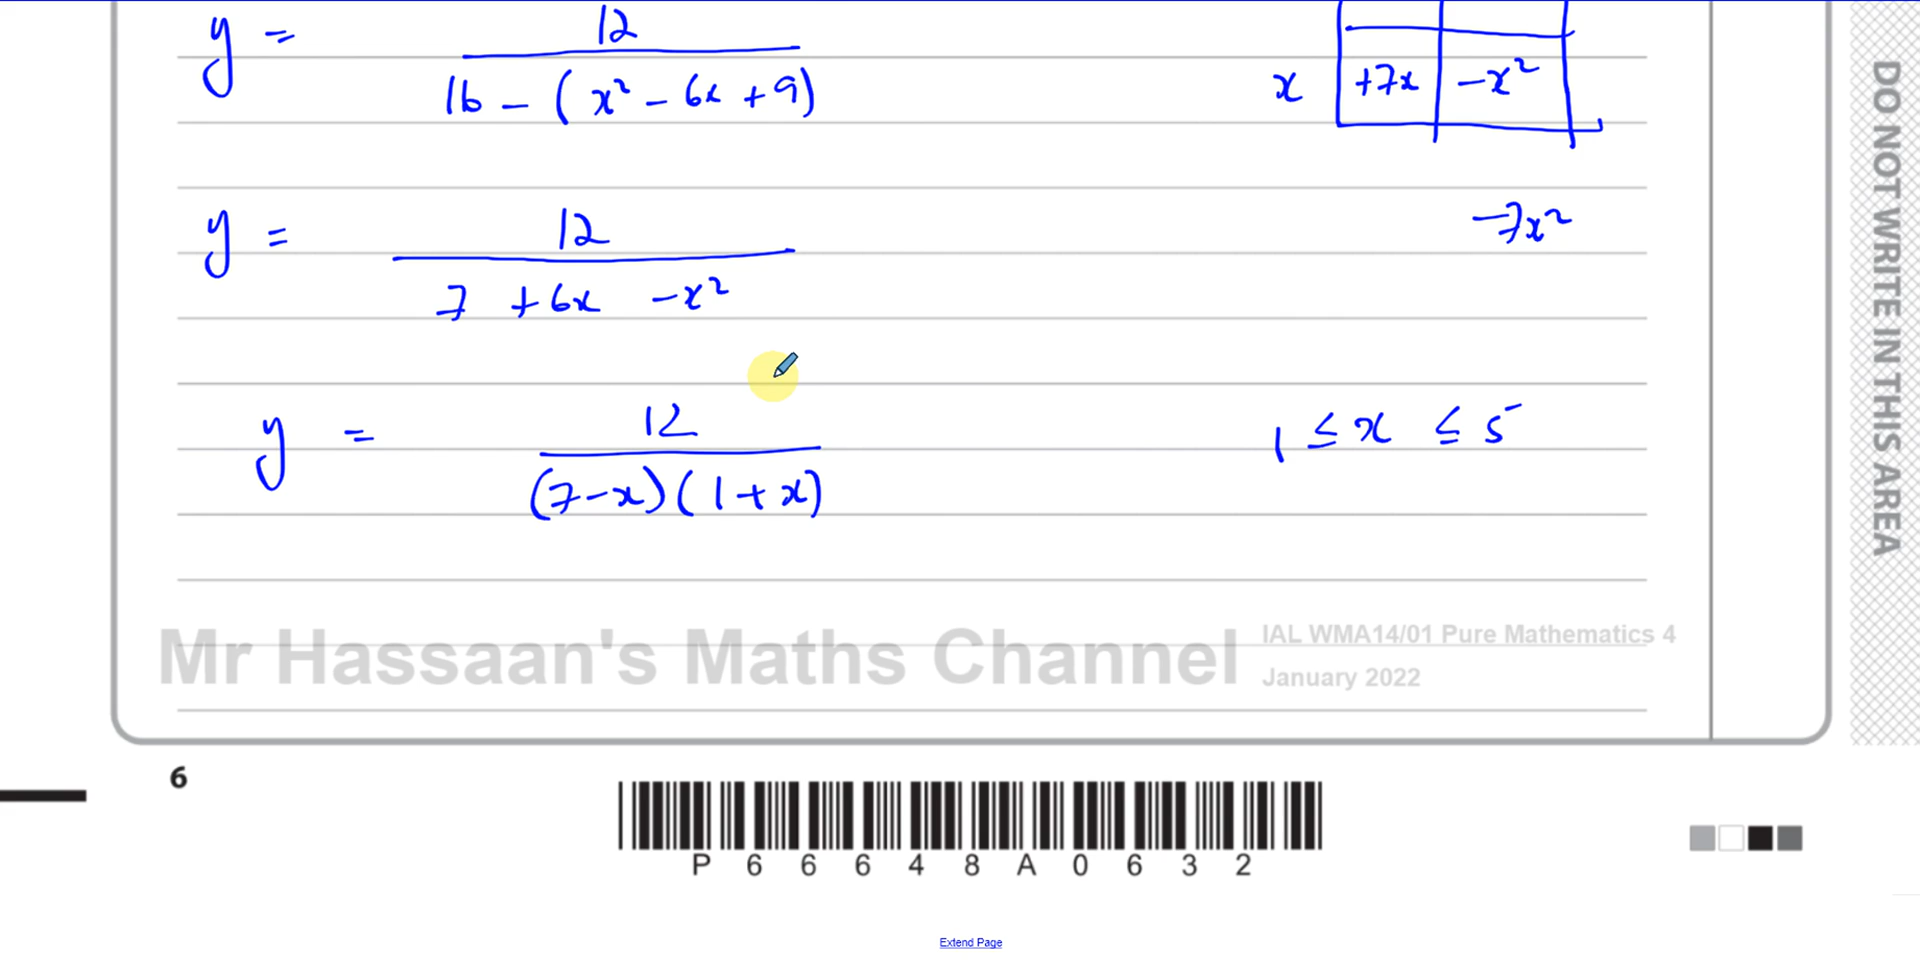 y = 12 / 16 - (x² - 6x + 9)
x +7x -x²
y = 12 / 7 + 6x - x²
-7x²
y = 12 / (7-x)(1+x)
1 ≤ x ≤ 5
Mr Hassaan's Maths Channel
IAL WMA14/01 Pure Mathematics 4
January 2022
6
P 6 6 6 4 8 A 0 6 3 2
Extend Page
DO NOT WRITE IN THIS AREA